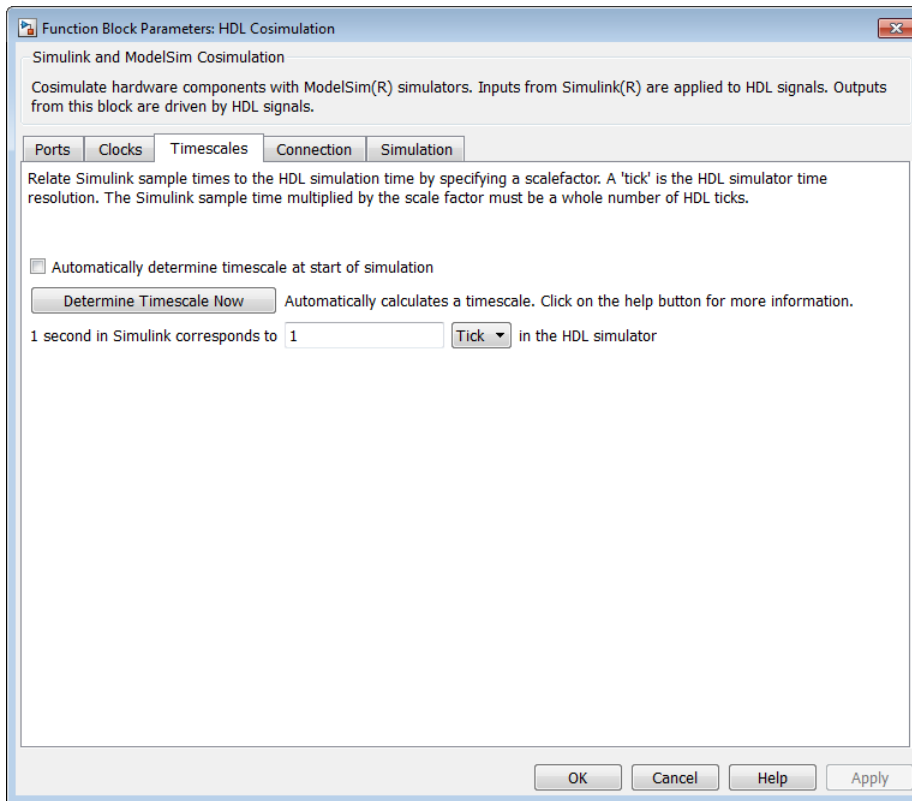 Function Block Parameters: HDL Cosimulation
Simulink and ModelSim Cosimulation
Cosimulate hardware components with ModelSim(R) simulators. Inputs from Simulink(R) are applied to HDL signals. Outputs
from this block are driven by HDL signals.
Ports Clocks Timescales Connection Simulation
Relate Simulink sample times to the HDL simulation time by specifying a scalefactor. A 'tick' is the HDL simulator time
resolution. The Simulink sample time multiplied by the scale factor must be a whole number of HDL ticks.
Automatically determine timescale at start of simulation
Determine Timescale Now Automatically calculates a timescale. Click on the help button for more information.
1 second in Simulink corresponds to 1 Tick in the HDL simulator
OK Cancel Help Apply